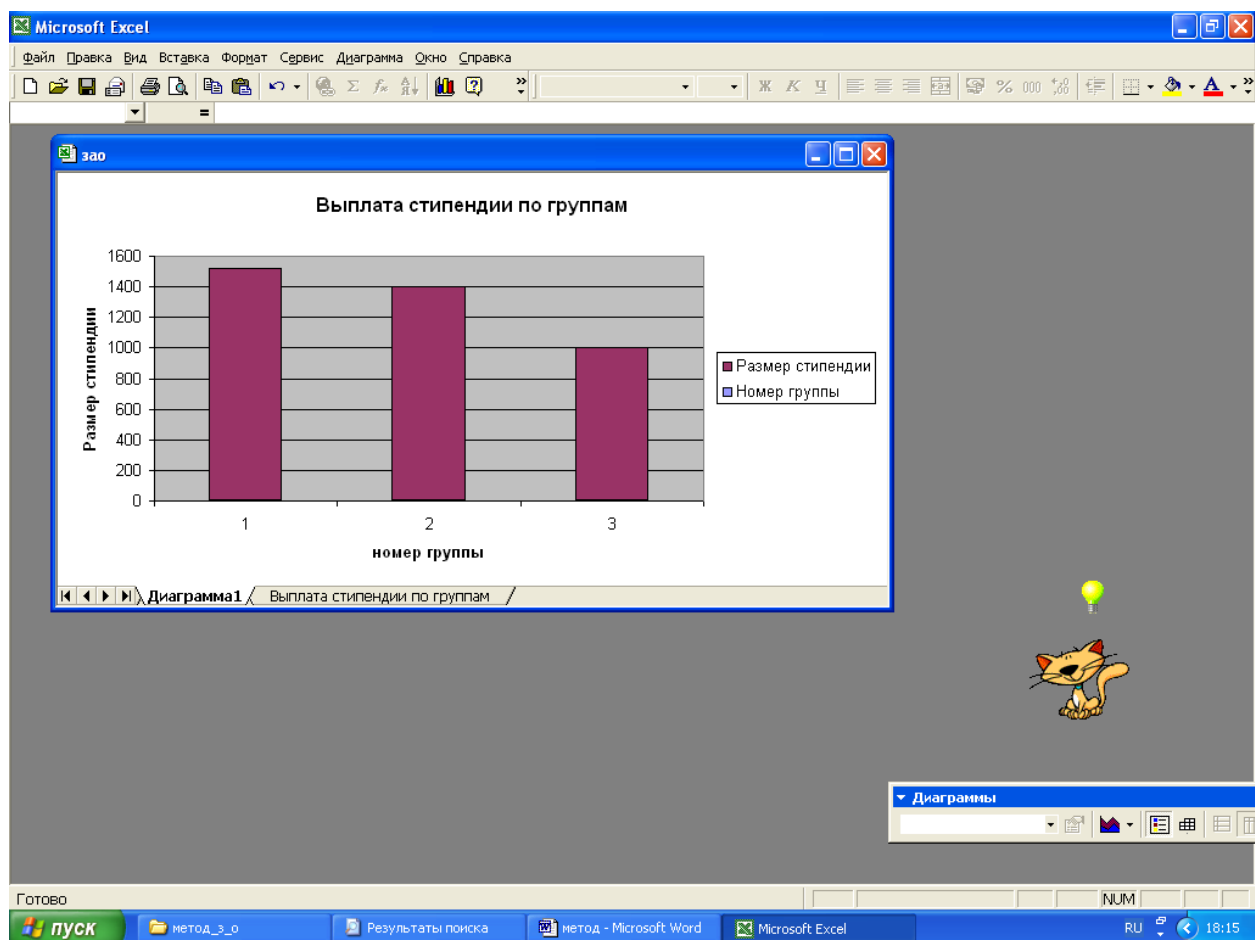 Microsoft Excel
Файл Правка Вид Вставка Формат Сервис Диаграмма Окно Справка
Ж К Ч % 000
=
зао
Выплата стипендии по группам
1600
1400
1200
1000
800
600
400
200
0
Размер стипендии
1 2 3
номер группы
Размер стипендии
Номер группы
Диаграмма1 Выплата стипендии по группам
Диаграммы
Готово NUM
пуск метод_з_о Результаты поиска метод - Microsoft Word Microsoft Excel RU 18:15